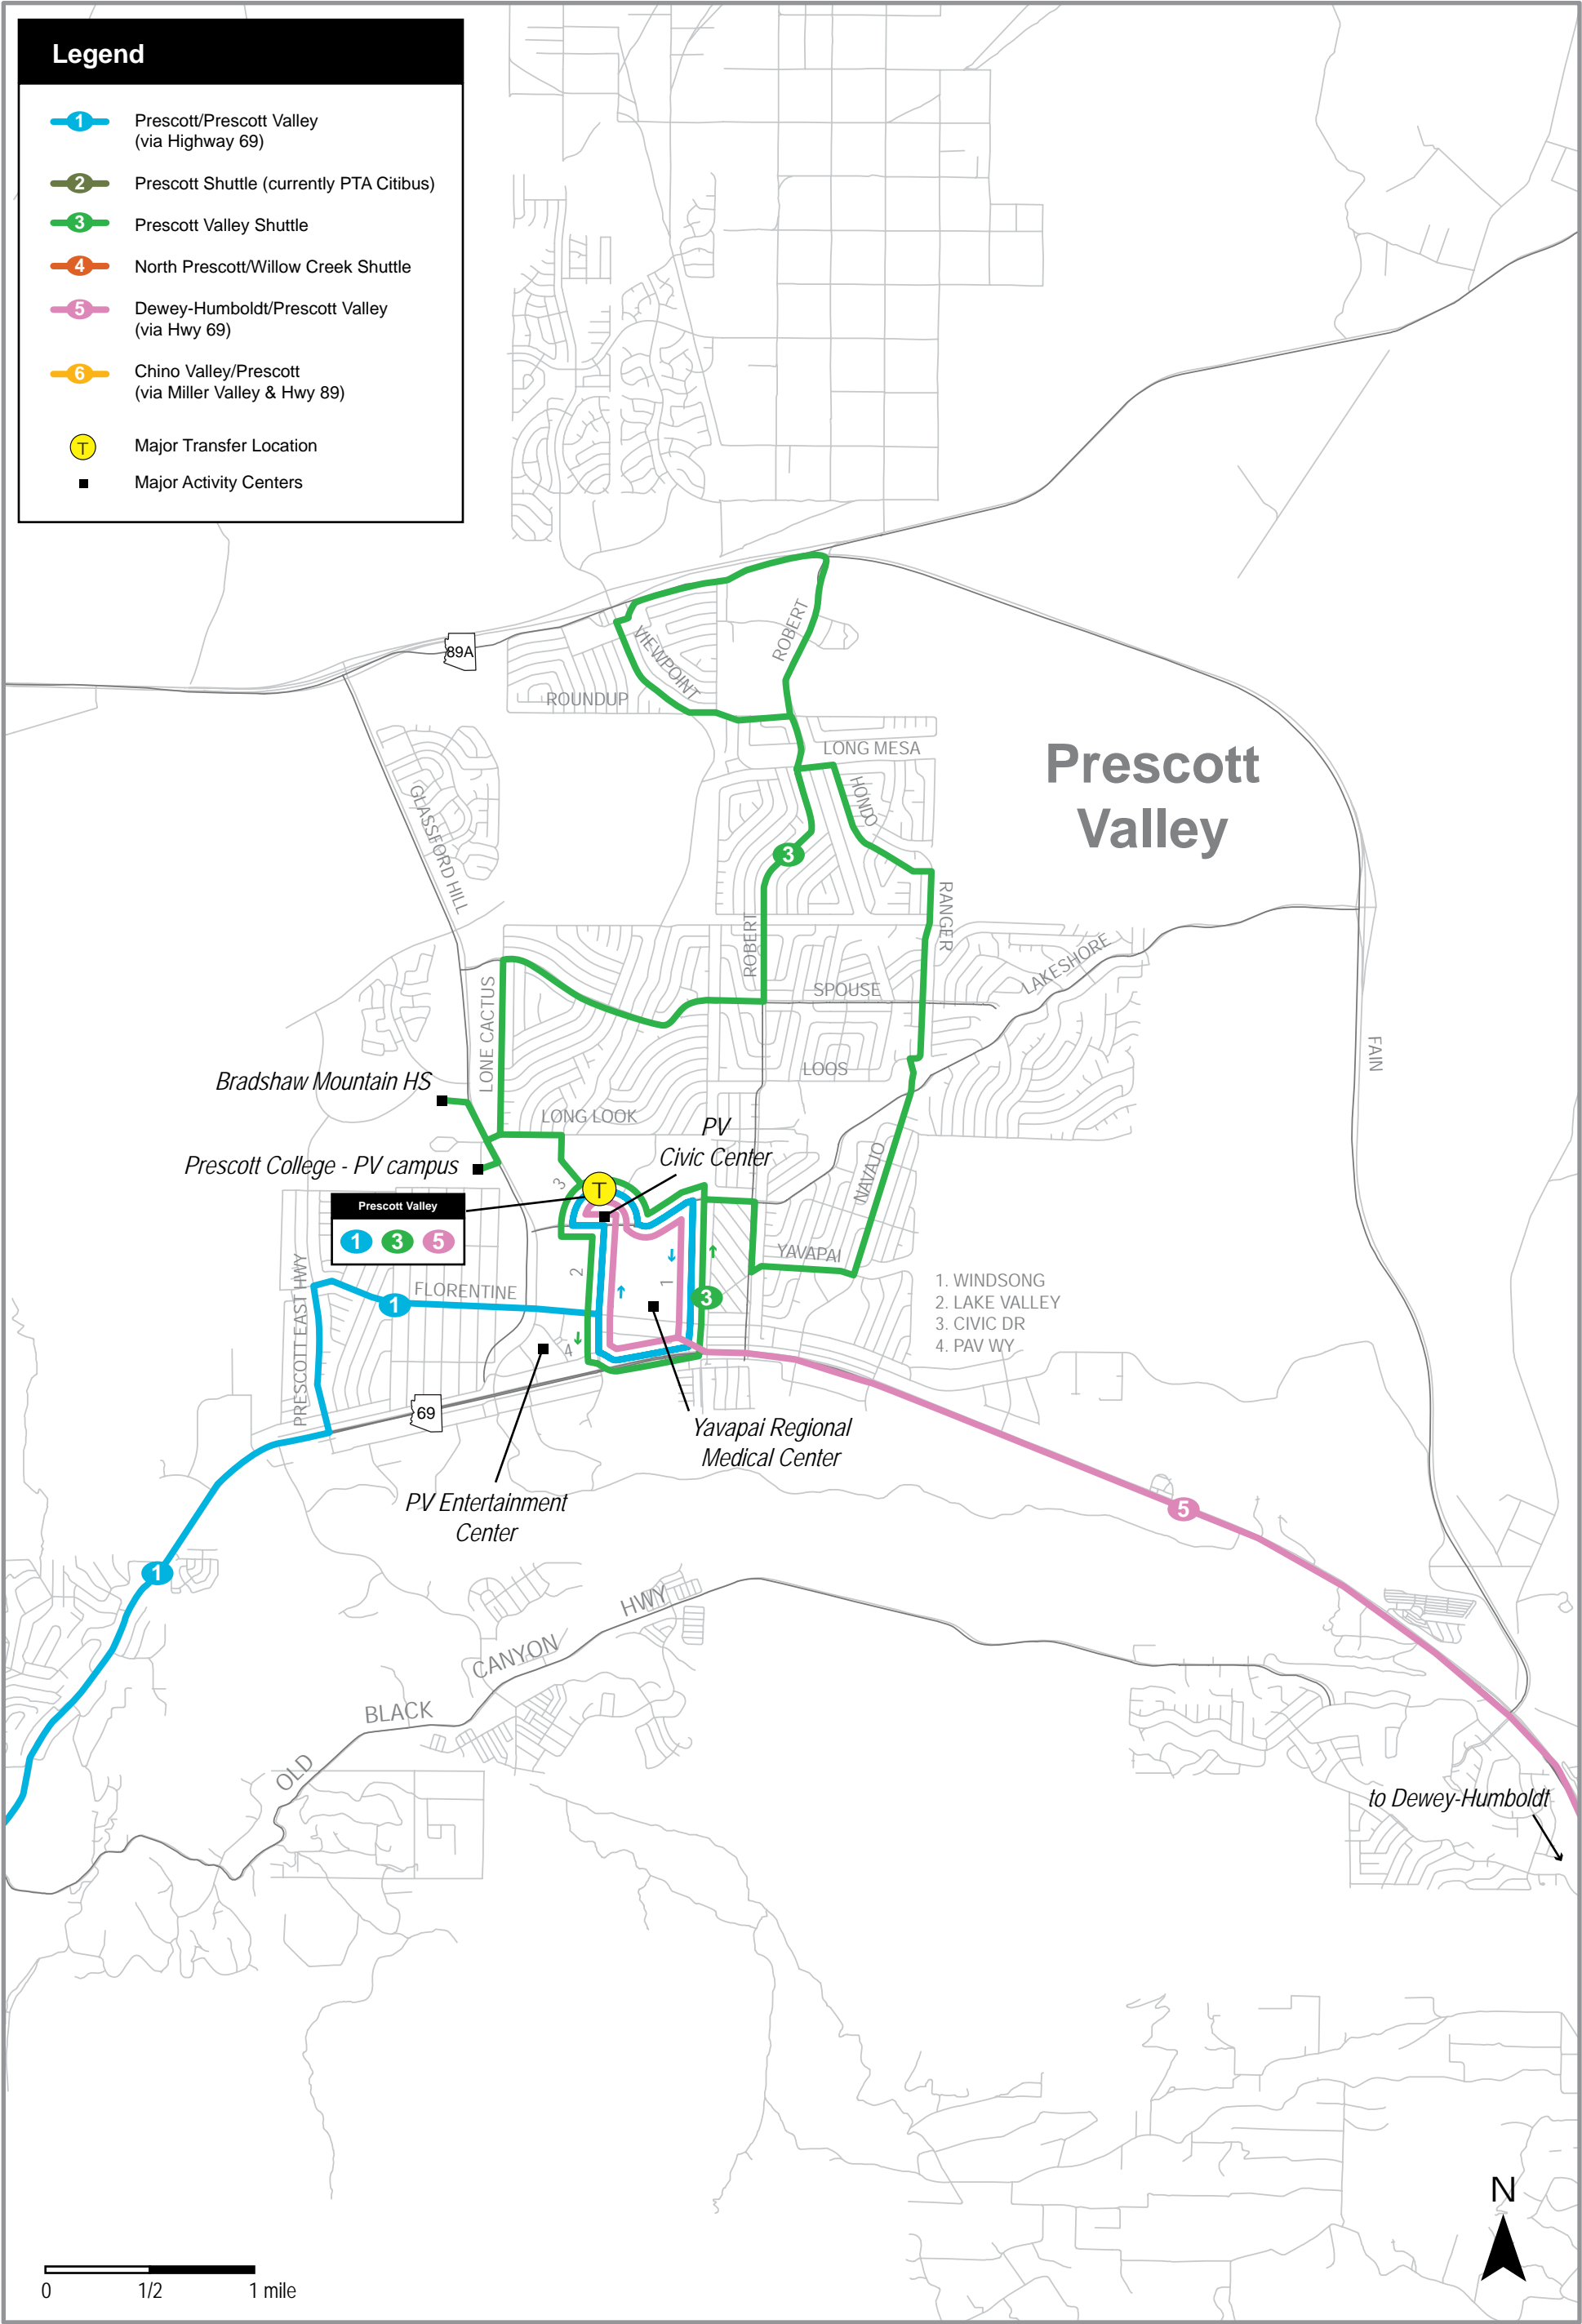 Legend
1
Prescott/Prescott Valley
(via Highway 69)
2
Prescott Shuttle (currently PTA Citibus)
3
Prescott Valley Shuttle
4
North Prescott/Willow Creek Shuttle
5
Dewey-Humboldt/Prescott Valley
(via Hwy 69)
6
Chino Valley/Prescott
(via Miller Valley & Hwy 89)
T
Major Transfer Location
Major Activity Centers
89A
VIEWPOINT
ROBERT
ROUNDUP
LONG MESA
Prescott
Valley
HONDO
GLASSFORD HILL
3
RANGER
ROBERT
LAKESHORE
SPOUSE
LONE CACTUS
FAIN
LOOS
Bradshaw Mountain HS
LONG LOOK
PV
Civic Center
Prescott College - PV campus
NAVAJO
3
T
Prescott Valley
1 3 5
YAVAPAI
PRESCOTT EAST HWY
FLORENTINE
2
1
1
3
4
1. WINDSONG
2. LAKE VALLEY
3. CIVIC DR
4. PAV WY
69
Yavapai Regional
Medical Center
PV Entertainment
Center
5
1
HWY
CANYON
BLACK
OLD
to Dewey-Humboldt
N
0 1/2 1 mile